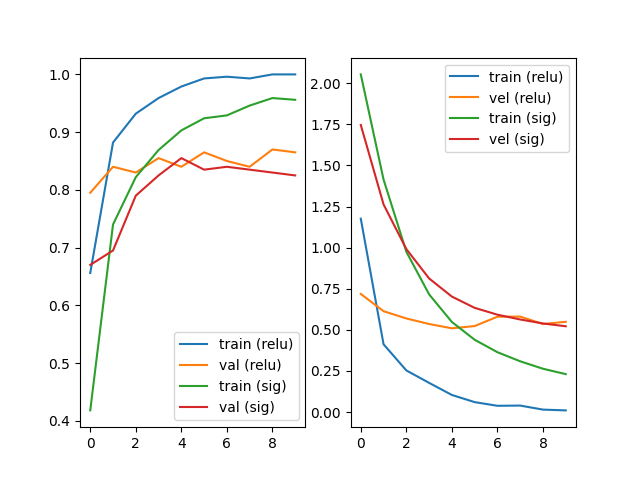 1.0
0.9
0.8
0.7
0.6
0.5
0.4
0 2 4 6 8
train (relu)
val (relu)
train (sig)
val (sig)
2.00
1.75
1.50
1.25
1.00
0.75
0.50
0.25
0.00
0 2 4 6 8
train (relu)
vel (relu)
train (sig)
vel (sig)